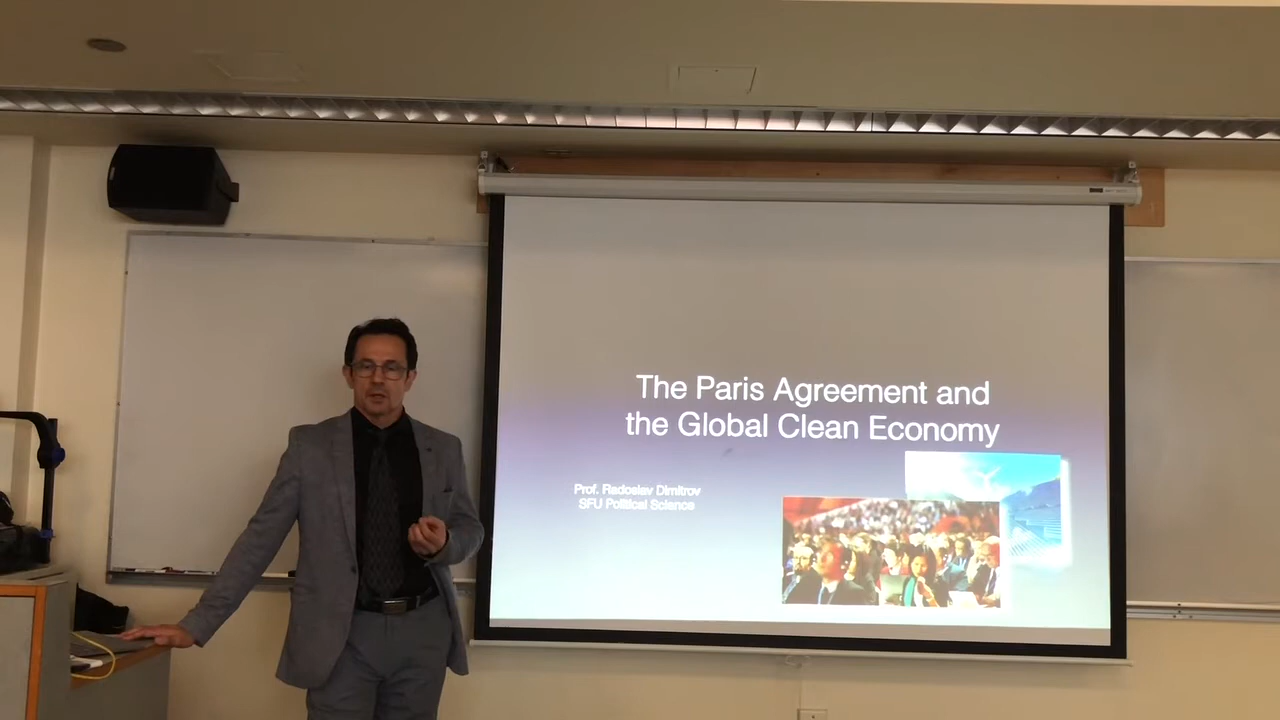 The Paris Agreement and
the Global Clean Economy
Prof. Radoslav Dimitrov
SFU Political Science